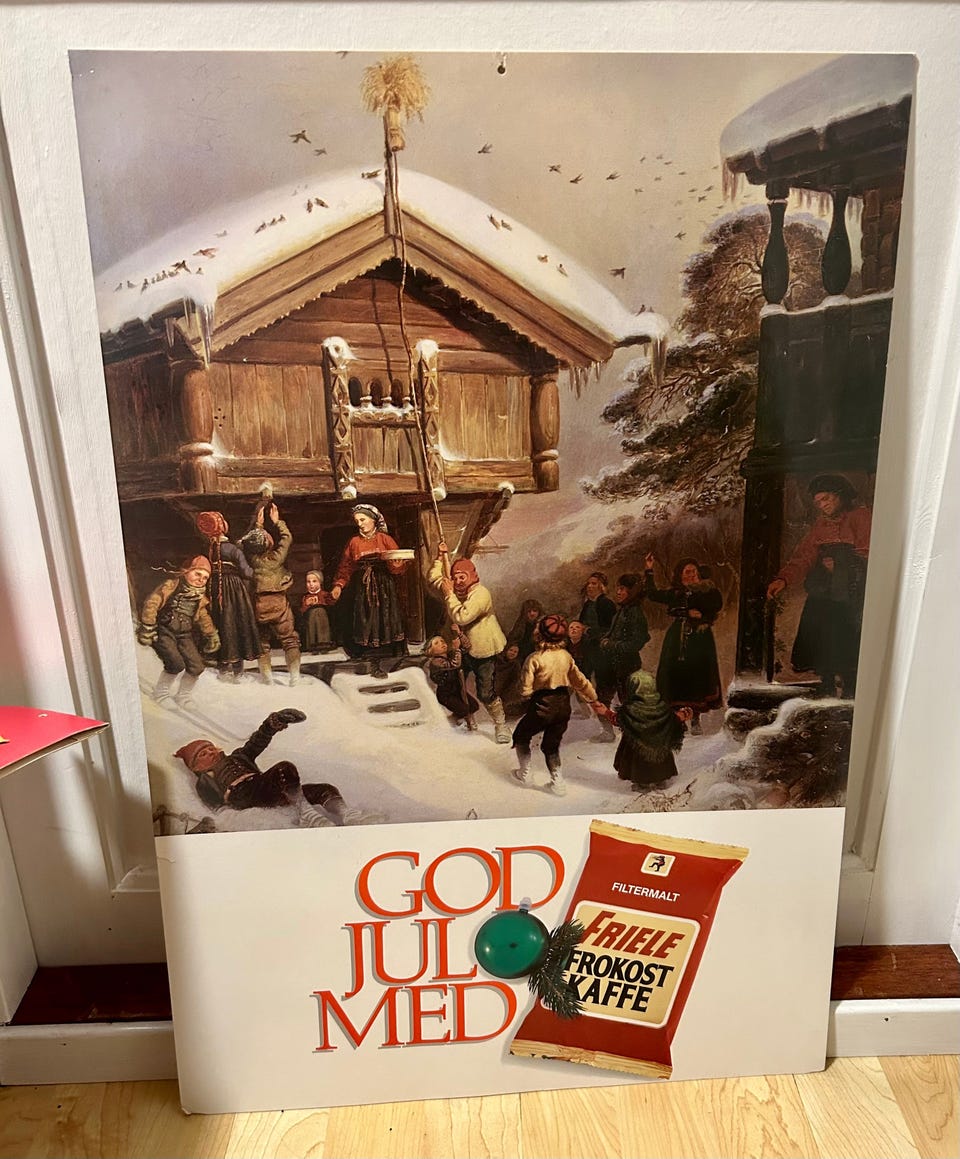 GOD
JUL
MED
FILTERMALT
FRIELE
FROKOST
KAFFE